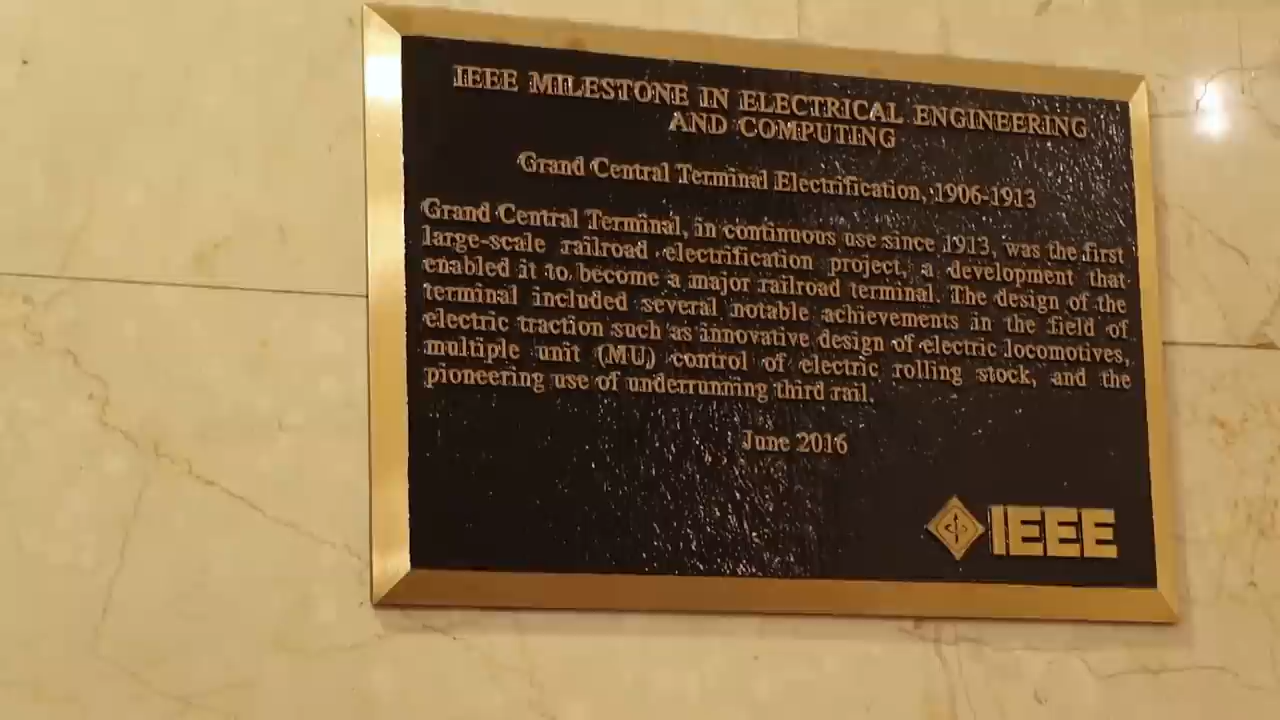 IEEE MILESTONE IN ELECTRICAL ENGINEERING
AND COMPUTING
Grand Central Terminal Electrification, 1906-1913
Grand Central Terminal, in continuous use since 1913, was the first
large-scale railroad electrification project, a development that
enabled it to become a major railroad terminal. The design of the
terminal included several notable achievements in the field of
electric traction such as innovative design of electric locomotives,
multiple unit (MU) control of electric rolling stock, and the
pioneering use of underrunning third rail.
June 2016
IEEE